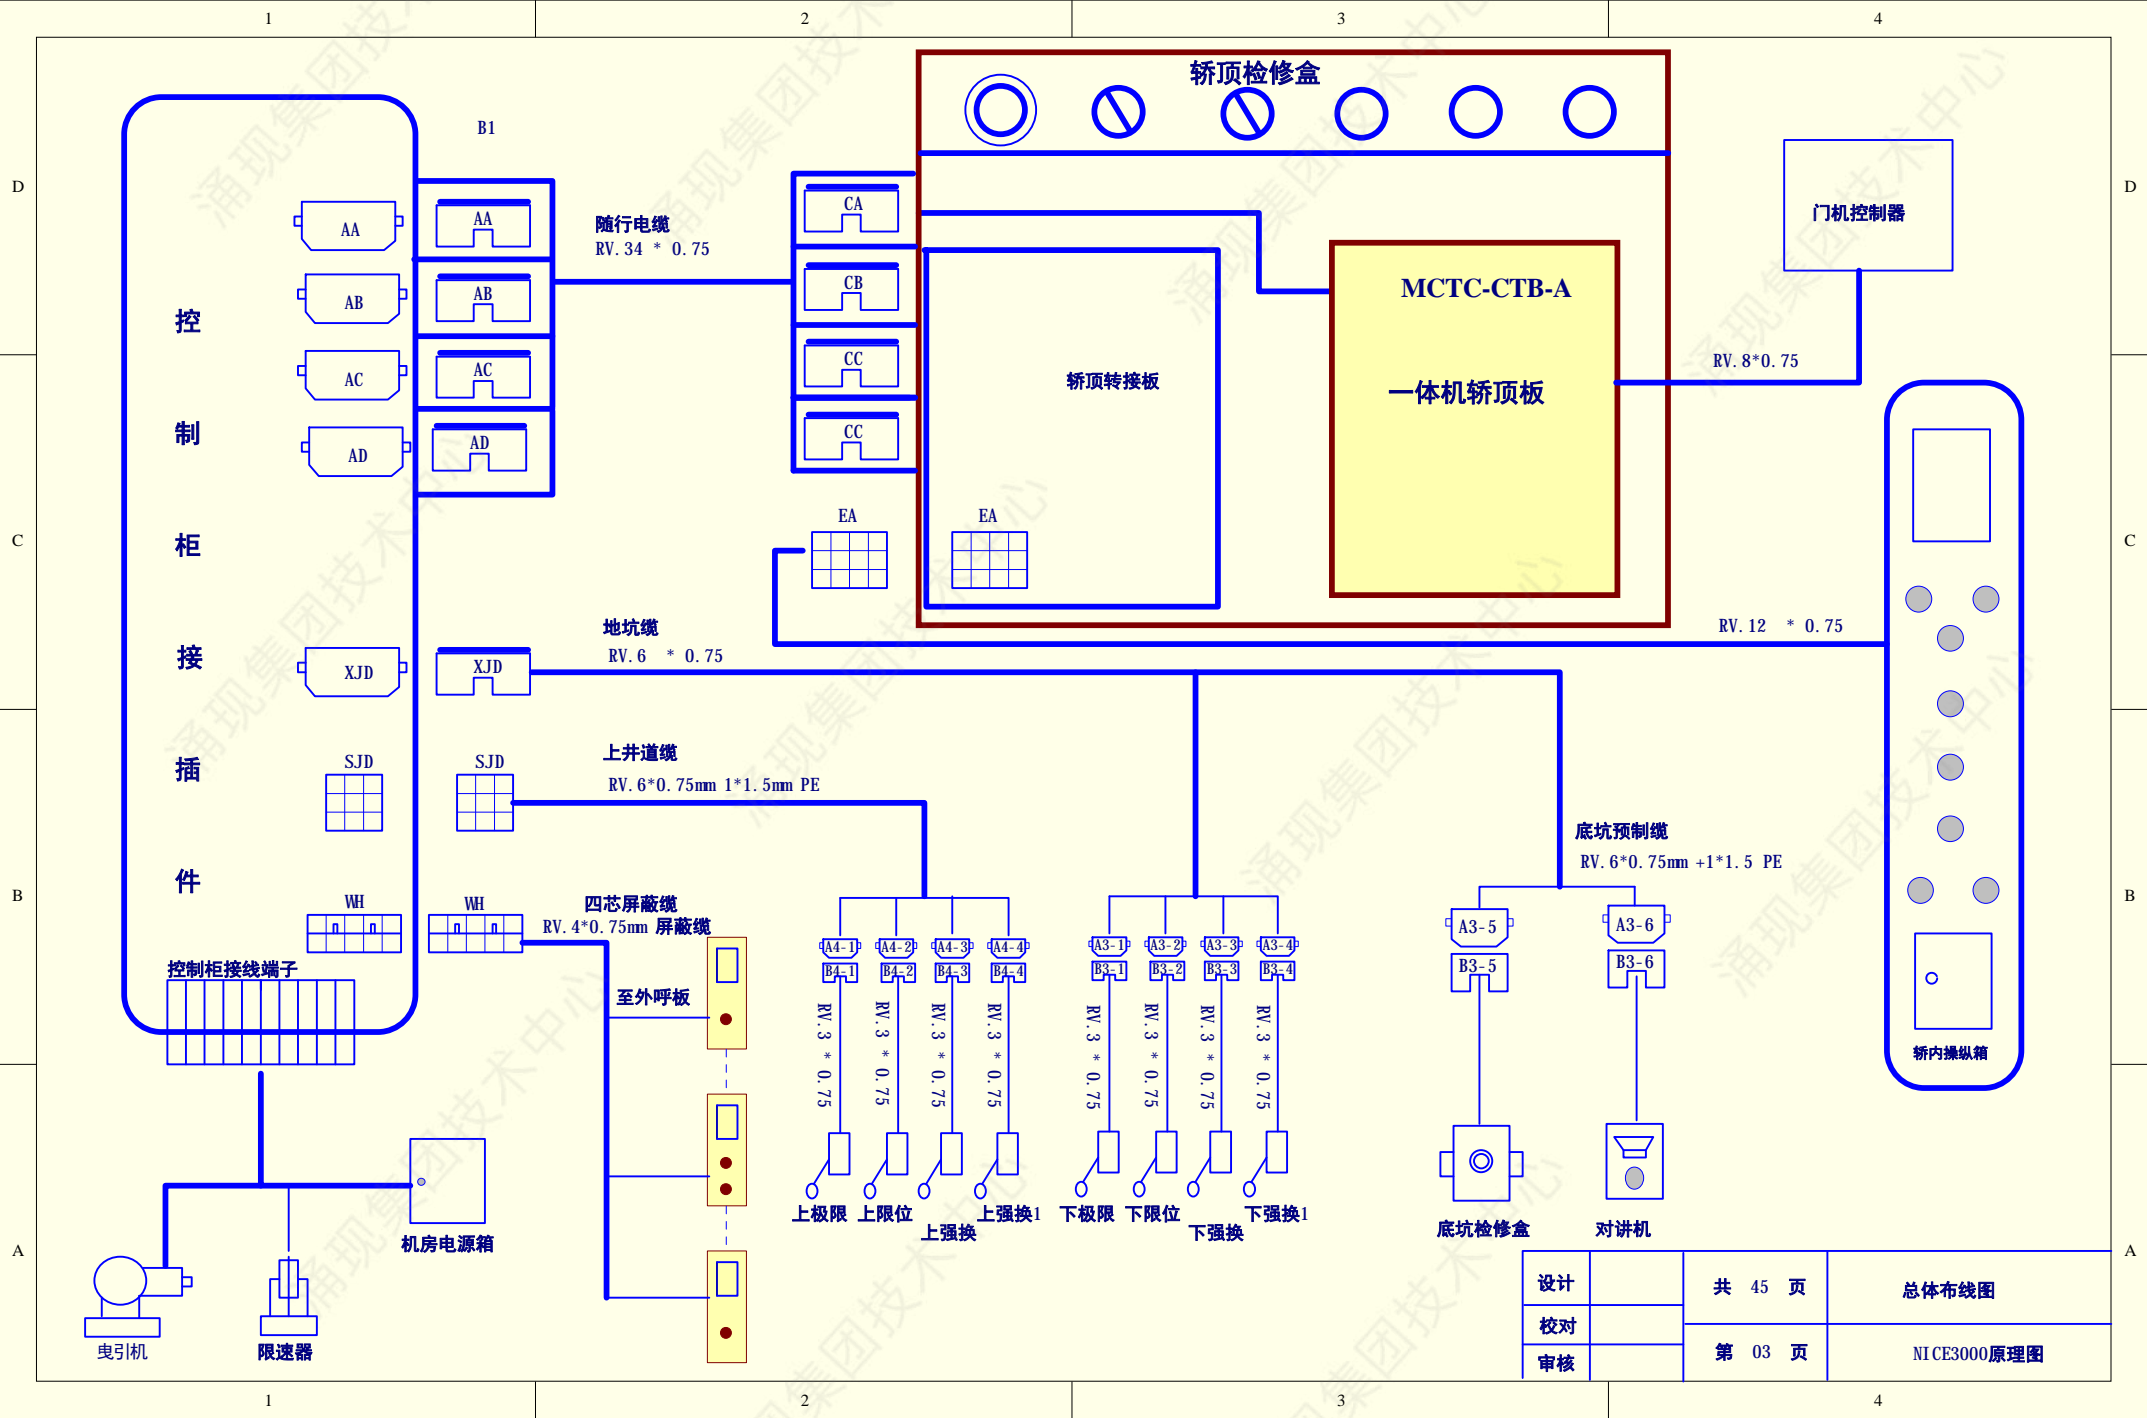 1 2 3 4
轿顶检修盒
B1
D D
CA
AA AA
随行电缆
RV.34 * 0.75
门机控制器
AB AB
CB
MCTC-CTB-A
控制柜接插件
AC AC
CC
轿顶转接板
RV.8*0.75
一体机轿顶板
AD AD
CC
EA EA
C C
地坑缆
RV.6 * 0.75
RV.12 * 0.75
XJD XJD
上井道缆
SJD SJD
RV.6*0.75mm 1*1.5mm PE
底坑预制缆
RV.6*0.75mm +1*1.5 PE
B B
WH WH
四芯屏蔽缆
RV.4*0.75mm 屏蔽缆
A3-5 A3-6
A4-1 A4-2 A4-3 A4-4 A3-1 A3-2 A3-3 A3-4
B4-1 B4-2 B4-3 B4-4 B3-1 B3-2 B3-3 B3-4
B3-5 B3-6
控制柜接线端子
至外呼板
RV.3 * 0.75
RV.3 * 0.75
RV.3 * 0.75
RV.3 * 0.75
RV.3 * 0.75
RV.3 * 0.75
RV.3 * 0.75
RV.3 * 0.75
轿内操纵箱
上极限 上限位 上强换 上强换1
下极限 下限位 下强换 下强换1
底坑检修盒 对讲机
机房电源箱
A A
曳引机 限速器
设计 共 45 页 总体布线图
校对
审核 第 03 页 NICE3000原理图
1 2 3 4
涌现集团技术中心